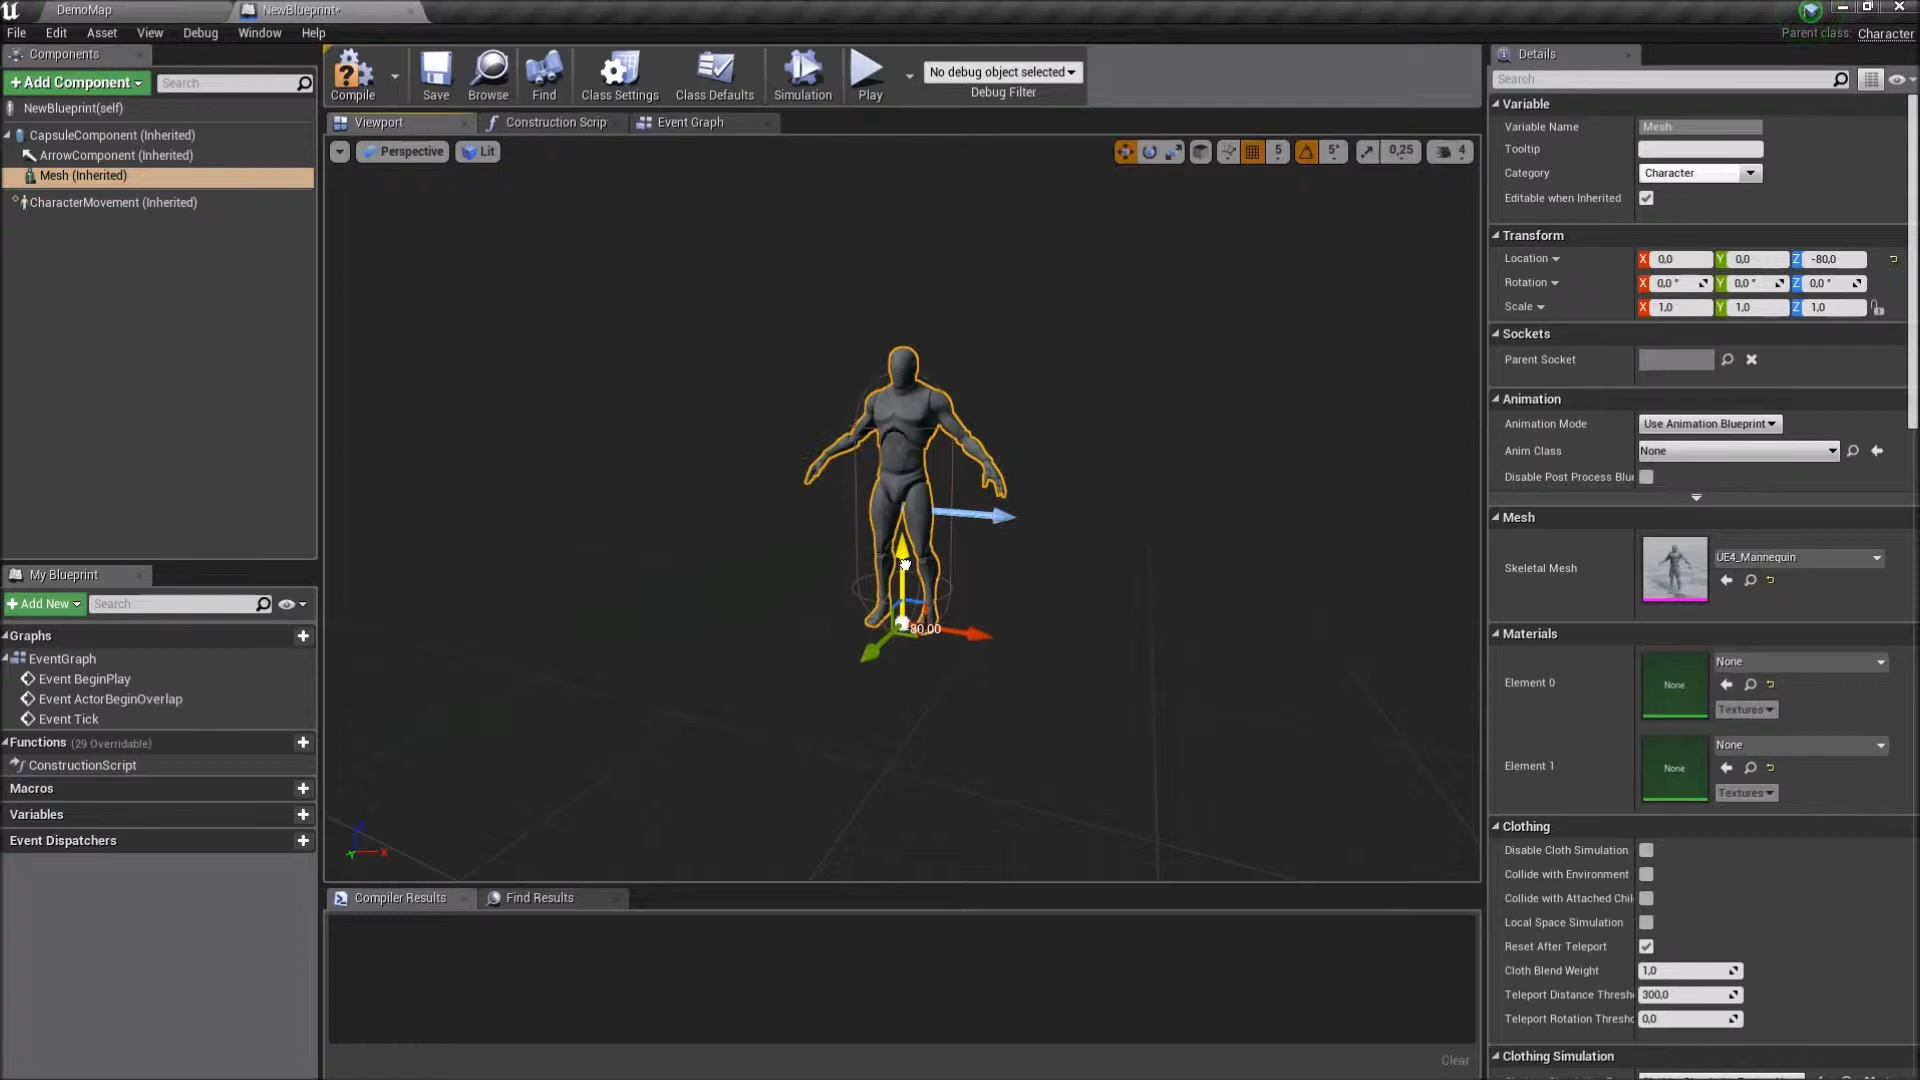 DemoMap
NewBlueprint*
File Edit Asset View Debug Window Help
Parent class: Character
Components
+Add Component
Search
NewBlueprint(self)
CapsuleComponent (Inherited)
ArrowComponent (Inherited)
Mesh (Inherited)
CharacterMovement (Inherited)
Compile
Save
Browse
Find
Class Settings
Class Defaults
Simulation
Play
No debug object selected
Debug Filter
Viewport
Construction Scrip
Event Graph
Perspective
Lit
5
5°
0,25
4
80.00
X
My Blueprint
+Add New
Search
Graphs
EventGraph
Event BeginPlay
Event ActorBeginOverlap
Event Tick
Functions (29 Overridable)
ConstructionScript
Macros
Variables
Event Dispatchers
Compiler Results
Find Results
Clear
Details
Search
Variable
Variable Name Mesh
Tooltip
Category Character
Editable when Inherited
Transform
Location X 0,0 Y 0,0 Z -80,0
Rotation X 0,0 ° Y 0,0 ° Z 0,0 °
Scale X 1,0 Y 1,0 Z 1,0
Sockets
Parent Socket
Animation
Animation Mode Use Animation Blueprint
Anim Class None
Disable Post Process Blue
Mesh
Skeletal Mesh UE4_Mannequin
Materials
Element 0 None None
Textures
Element 1 None None
Textures
Clothing
Disable Cloth Simulation
Collide with Environment
Collide with Attached Chil
Local Space Simulation
Reset After Teleport
Cloth Blend Weight 1,0
Teleport Distance Thresh 300,0
Teleport Rotation Thresho 0,0
Clothing Simulation